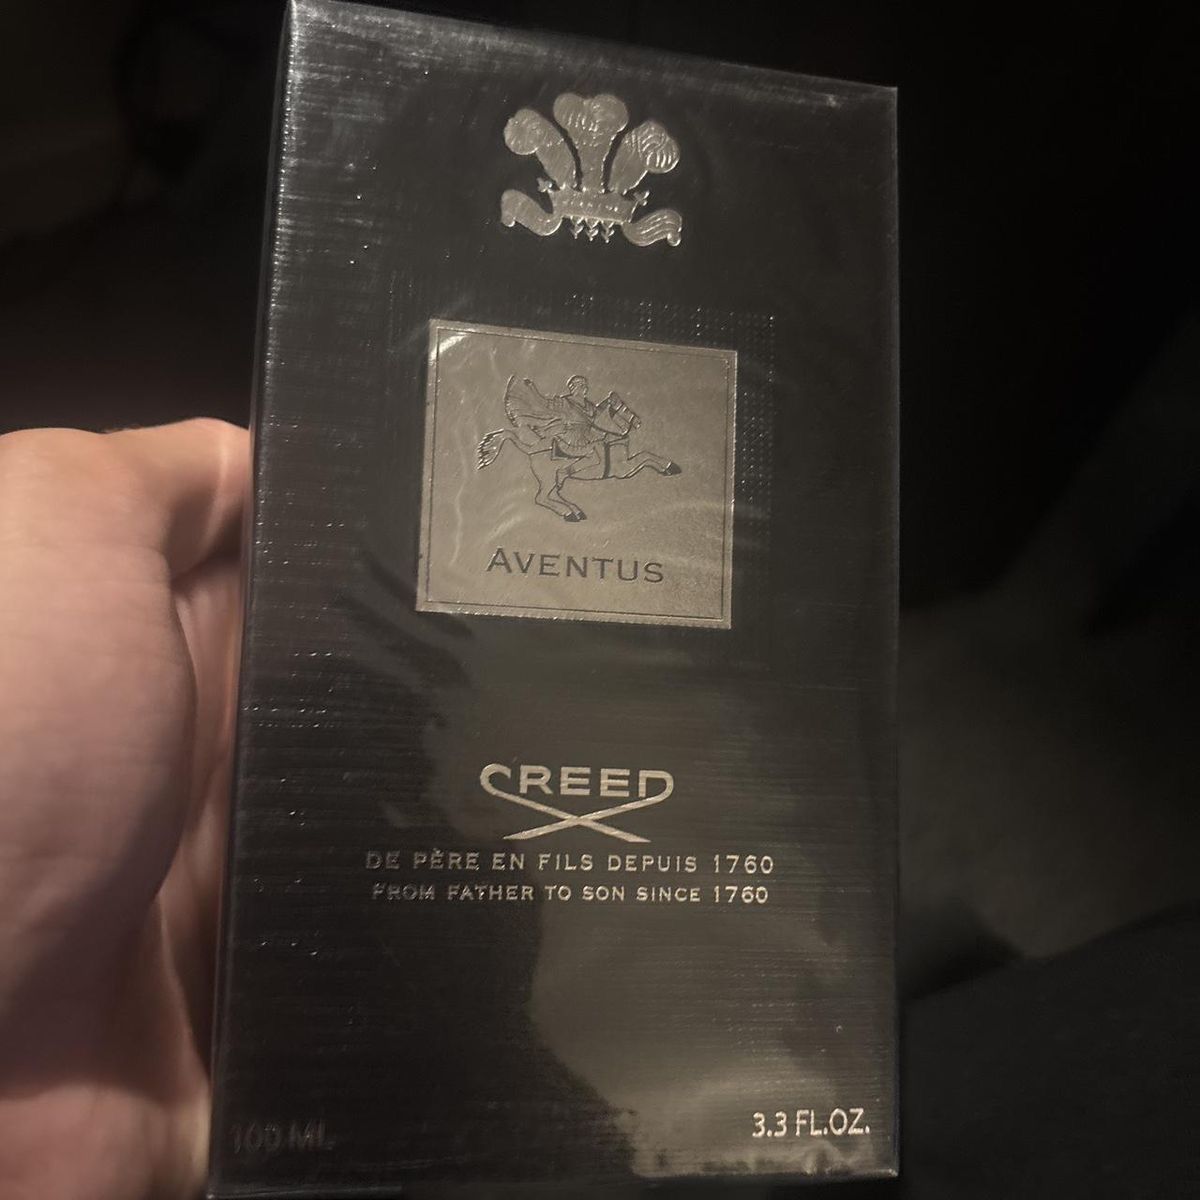 AVENTUS
CREED
DE PÈRE EN FILS DEPUIS 1760
FROM FATHER TO SON SINCE 1760
100 ML
3.3 FL.OZ.